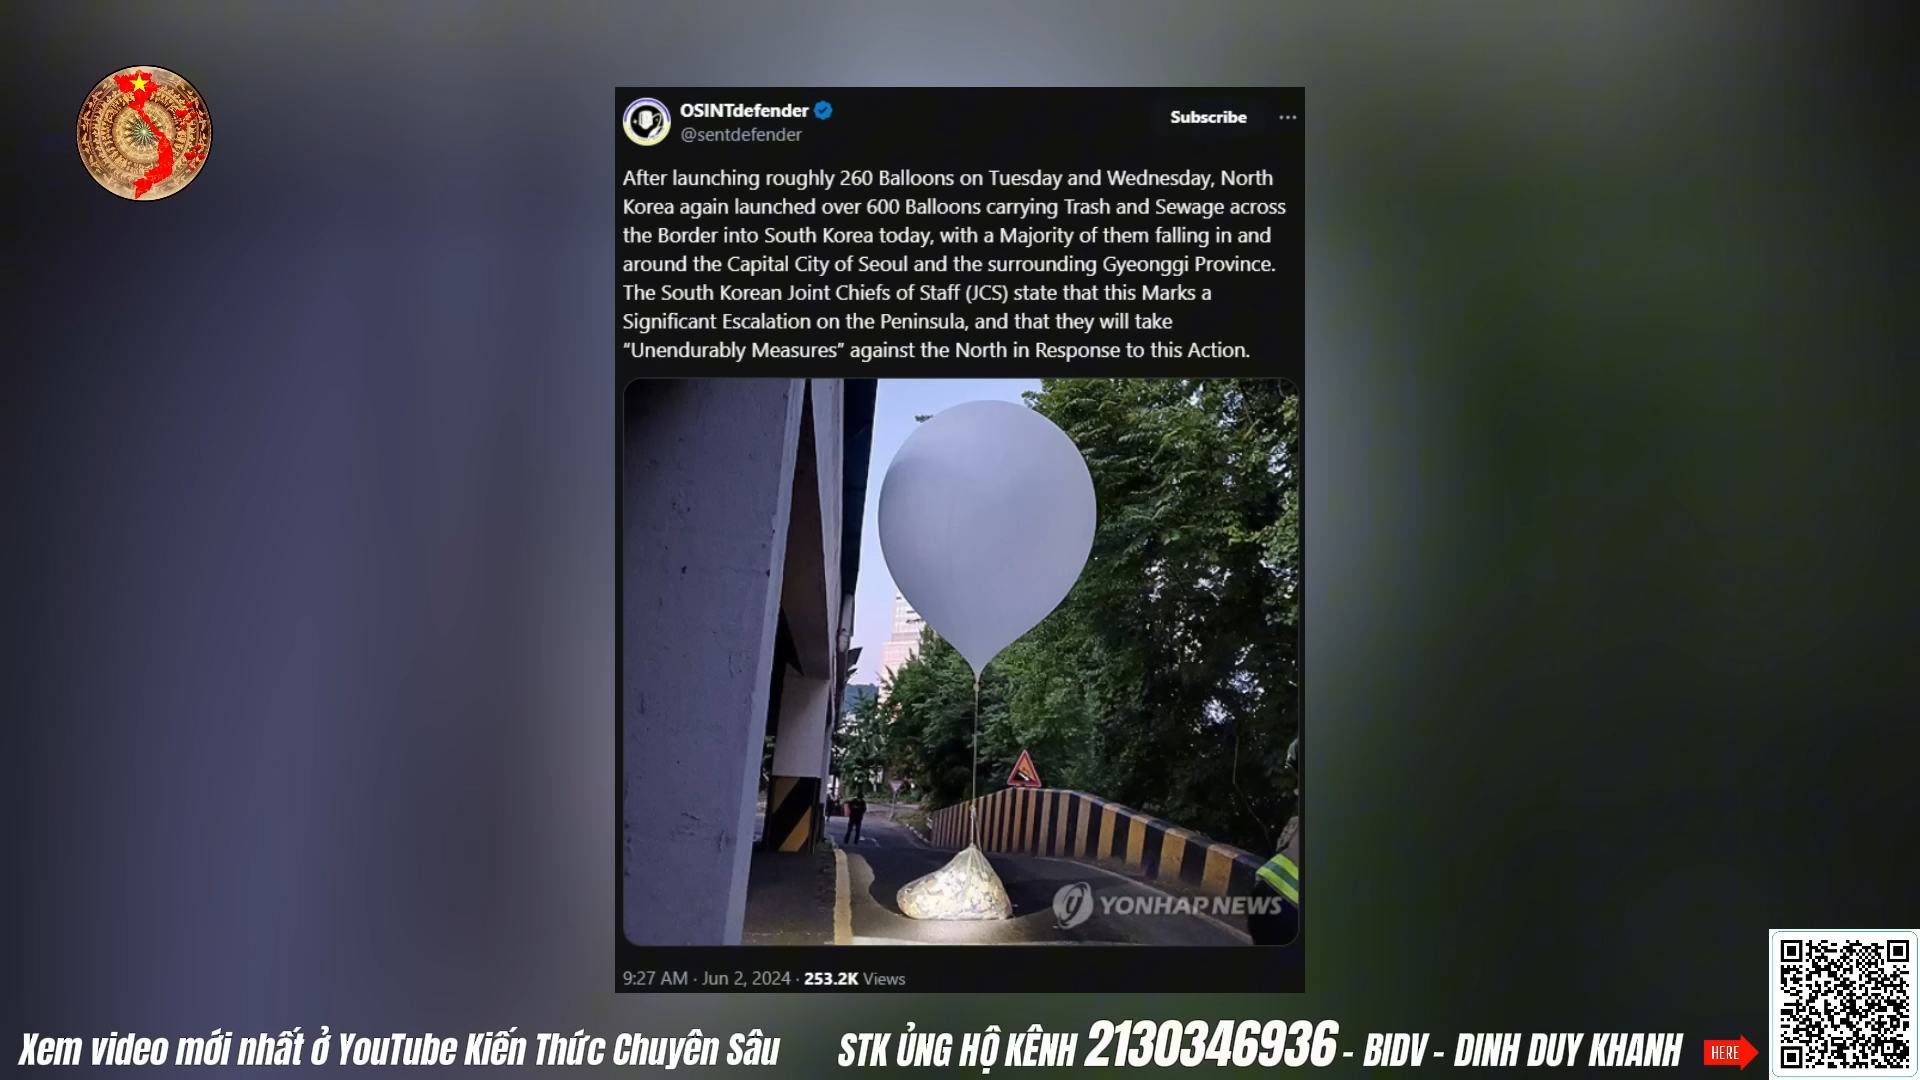 OSINTdefender
@sentdefender
Subscribe
After launching roughly 260 Balloons on Tuesday and Wednesday, North
Korea again launched over 600 Balloons carrying Trash and Sewage across
the Border into South Korea today, with a Majority of them falling in and
around the Capital City of Seoul and the surrounding Gyeonggi Province.
The South Korean Joint Chiefs of Staff (JCS) state that this Marks a
Significant Escalation on the Peninsula, and that they will take
“Unendurably Measures” against the North in Response to this Action.
YONHAP NEWS
9:27 AM · Jun 2, 2024 · 253.2K Views
Xem video mới nhất ở YouTube Kiến Thức Chuyên Sâu
STK ỦNG HỘ KÊNH 2130346936 - BIDV - DINH DUY KHANH
HERE